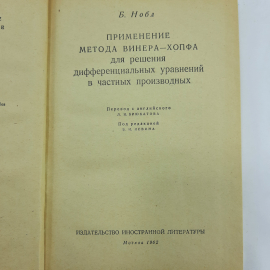 Б. Нобл
ПРИМЕНЕНИЕ
МЕТОДА ВИНЕРА—ХОПФА
для решения
дифференциальных уравнений
в частных производных
Перевод с английского
Под редакцией
ИЗДАТЕЛЬСТВО ИНОСТРАННОЙ ЛИТЕРАТУРЫ
Москва 1962